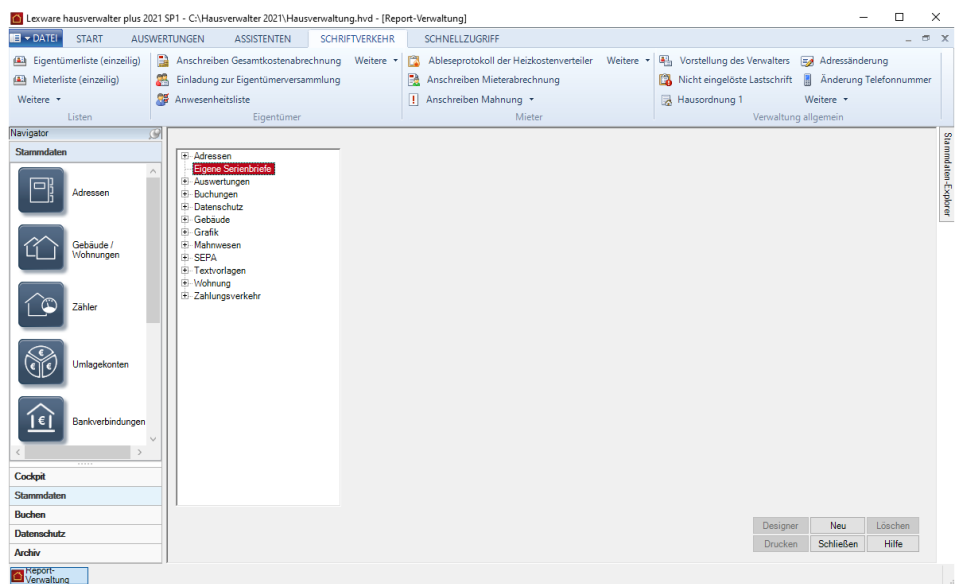 Lexware hausverwalter plus 2021 SP1 - C:\Hausverwalter 2021\Hausverwaltung.hvd - [Report-Verwaltung]
DATEI START AUSWERTUNGEN ASSISTENTEN SCHRIFTVERKEHR SCHNELLZUGRIFF
Eigentümerliste (einzeilig) Anschreiben Gesamtkostenabrechnung Weitere Ableseprotokoll der Heizkostenverteiler Weitere Vorstellung des Verwalters Adressänderung
Mieterliste (einzeilig) Einladung zur Eigentümerversammlung Anschreiben Mieterabrechnung Nicht eingelöste Lastschrift Änderung Telefonnummer
Weitere Anwesenheitsliste Anschreiben Mahnung Hausordnung 1 Weitere
Listen Eigentümer Mieter Verwaltung allgemein
Navigator
Stammdaten
Adressen
Gebäude /
Wohnungen
Zähler
Umlagekonten
Bankverbindungen
Cockpit
Stammdaten
Buchen
Datenschutz
Archiv
Adressen
Eigene Serienbriefe
Auswertungen
Buchungen
Datenschutz
Gebäude
Grafik
Mahnwesen
SEPA
Textvorlagen
Wohnung
Zahlungsverkehr
Stammdaten-Explorer
Designer Neu Löschen
Drucken Schließen Hilfe
Report-
Verwaltung